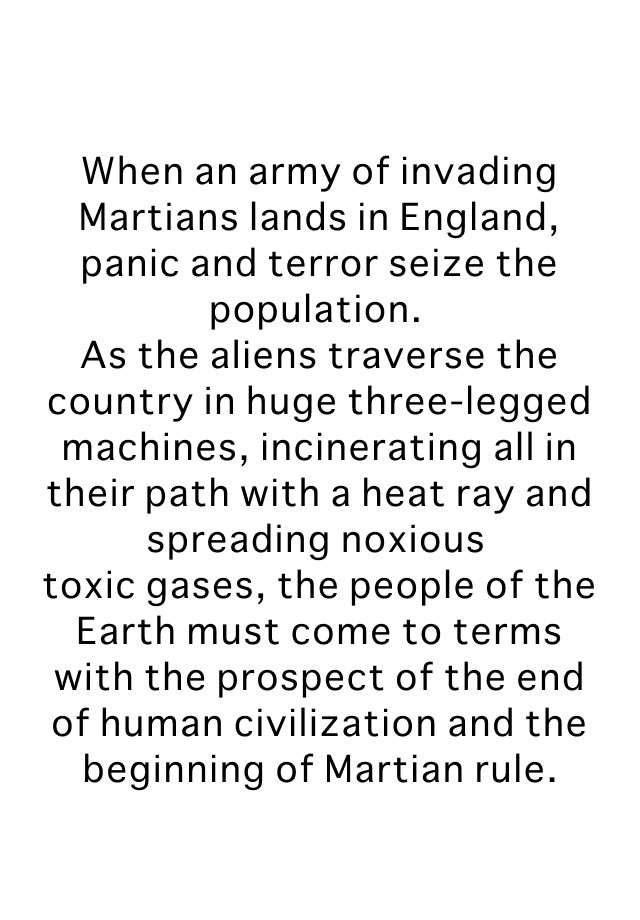 When an army of invading
Martians lands in England,
panic and terror seize the
population.
As the aliens traverse the
country in huge three-legged
machines, incinerating all in
their path with a heat ray and
spreading noxious
toxic gases, the people of the
Earth must come to terms
with the prospect of the end
of human civilization and the
beginning of Martian rule.